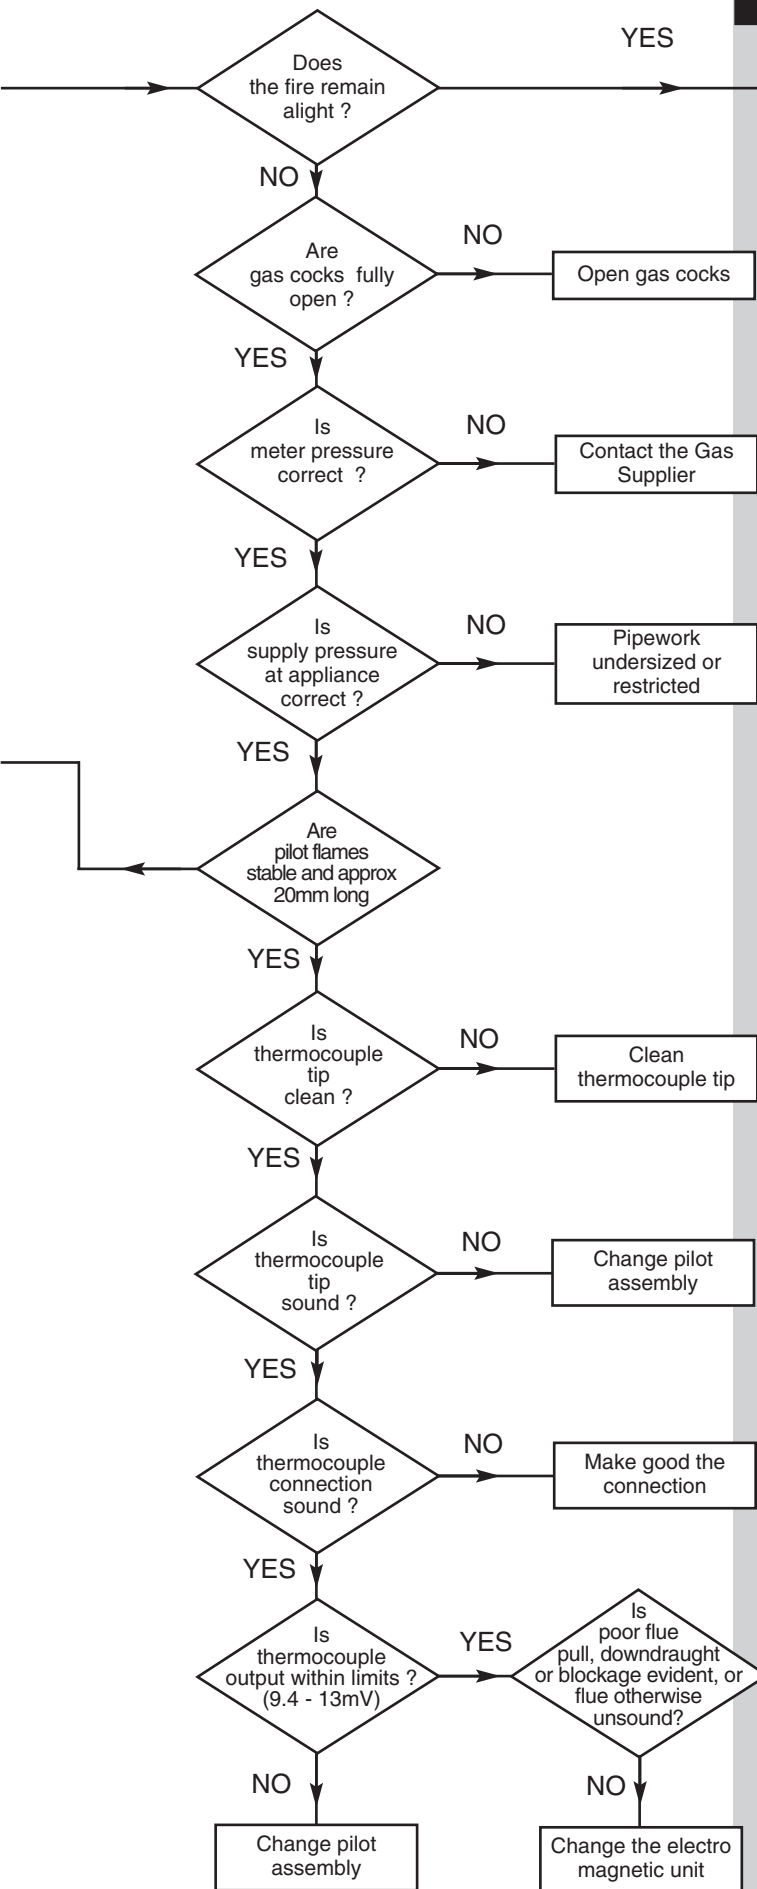 YES
Does
the fire remain
alight ?
NO
Are
gas cocks fully
open ?
NO
Open gas cocks
YES
Is
meter pressure
correct ?
NO
Contact the Gas
Supplier
YES
Is
supply pressure
at appliance
correct ?
NO
Pipework
undersized or
restricted
YES
Are
pilot flames
stable and approx
20mm long
YES
Is
thermocouple
tip
clean ?
NO
Clean
thermocouple tip
YES
Is
thermocouple
tip
sound ?
NO
Change pilot
assembly
YES
Is
thermocouple
connection
sound ?
NO
Make good the
connection
YES
Is
thermocouple
output within limits ?
(9.4 - 13mV)
YES
Is
poor flue
pull, downdraught
or blockage evident, or
flue otherwise
unsound?
NO
Change pilot
assembly
NO
Change the electro
magnetic unit